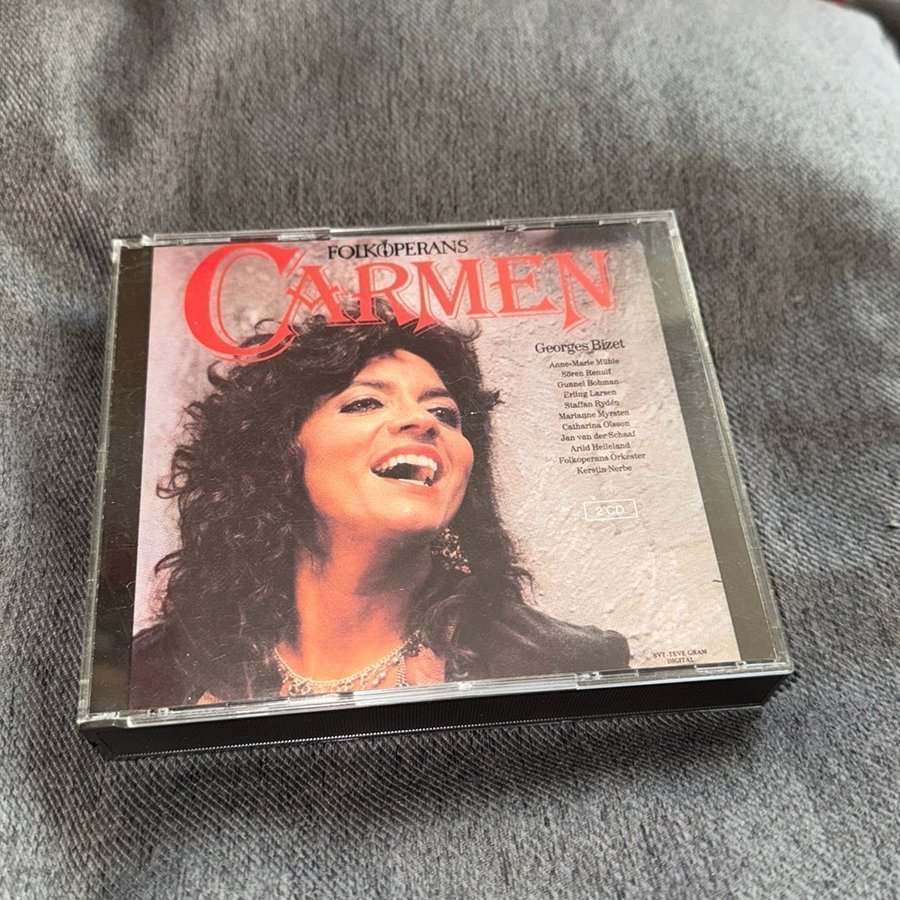 FOLKOPERANS
CARMEN
Georges Bizet
Anne-Marie Mühle
Sören Renulf
Gunnel Bohman
Erling Larsen
Staffan Rydén
Marianne Myrsten
Catharina Olsson
Jan van der Schaaf
Arild Helleland
Folkoperans Orkester
Kerstin Nerbe
2 CD
SVT-TEVE GRAM
DIGITAL